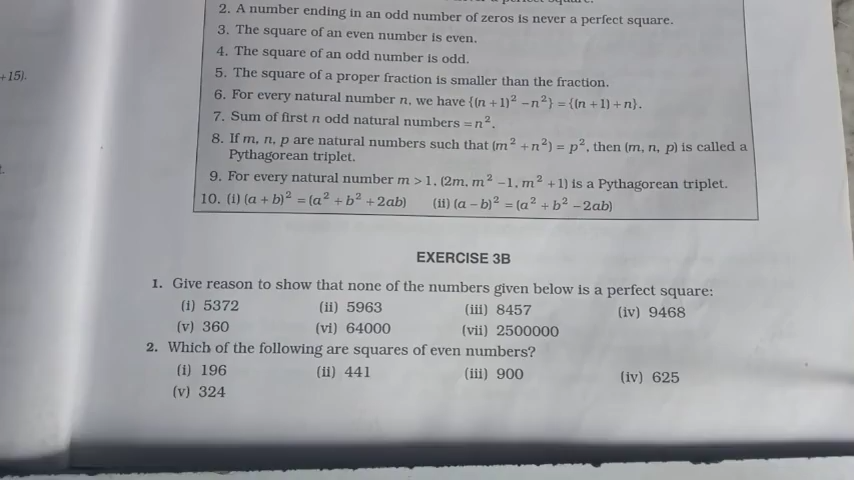 +15).
2. A number ending in an odd number of zeros is never a perfect square.
3. The square of an even number is even.
4. The square of an odd number is odd.
5. The square of a proper fraction is smaller than the fraction.
6. For every natural number n, we have {(n + 1)² − n²} = {(n + 1) + n}.
7. Sum of first n odd natural numbers = n².
8. If m, n, p are natural numbers such that (m² + n²) = p², then (m, n, p) is called a
Pythagorean triplet.
9. For every natural number m > 1, (2m, m² − 1, m² + 1) is a Pythagorean triplet.
10. (i) (a + b)² = (a² + b² + 2ab) (ii) (a − b)² = (a² + b² − 2ab)
EXERCISE 3B
1. Give reason to show that none of the numbers given below is a perfect square:
(i) 5372 (ii) 5963 (iii) 8457 (iv) 9468
(v) 360 (vi) 64000 (vii) 2500000
2. Which of the following are squares of even numbers?
(i) 196 (ii) 441 (iii) 900 (iv) 625
(v) 324